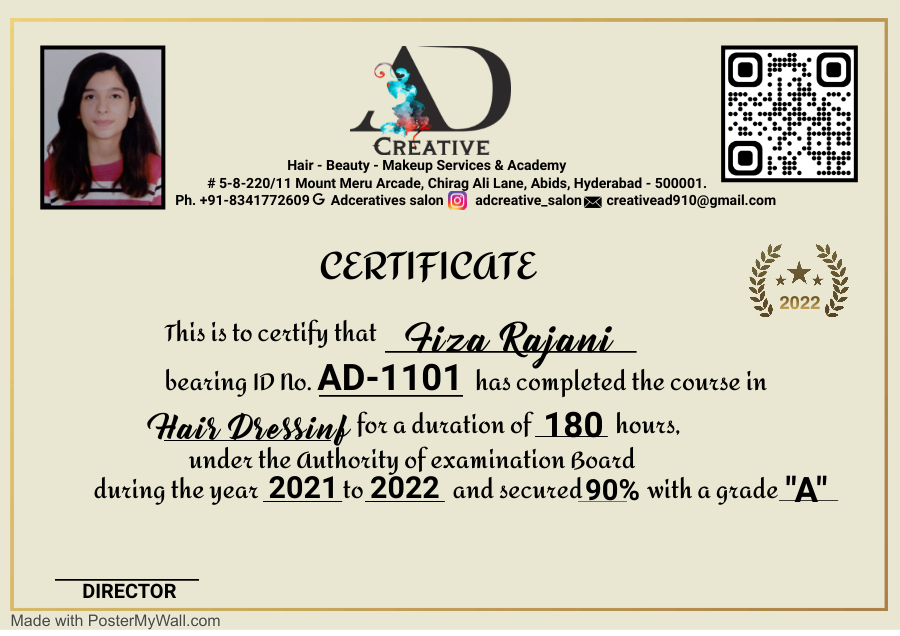 AD
CREATIVE
Hair - Beauty - Makeup Services & Academy
# 5-8-220/11 Mount Meru Arcade, Chirag Ali Lane, Abids, Hyderabad - 500001.
Ph. +91-8341772609 G Adceratives salon adcreative_salon creativead910@gmail.com
CERTIFICATE
2022
This is to certify that Fiza Rajani
bearing ID No. AD-1101 has completed the course in
Hair Dressinf for a duration of 180 hours,
under the Authority of examination Board
during the year 2021 to 2022 and secured 90% with a grade "A"
DIRECTOR
Made with PosterMyWall.com